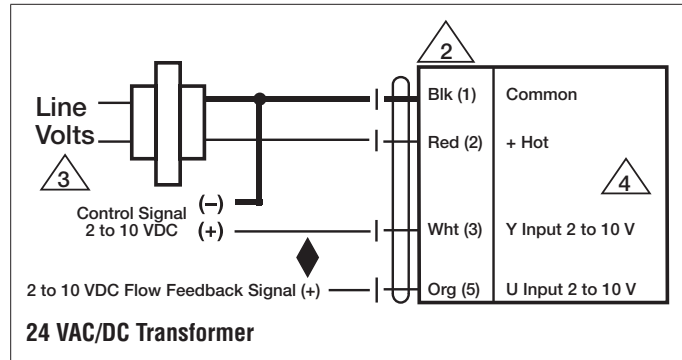 2
Blk (1) Common
Line
Volts
Red (2) + Hot
3
4
Control Signal (–)
2 to 10 VDC (+)
Wht (3) Y Input 2 to 10 V
2 to 10 VDC Flow Feedback Signal (+)
Org (5) U Input 2 to 10 V
24 VAC/DC Transformer